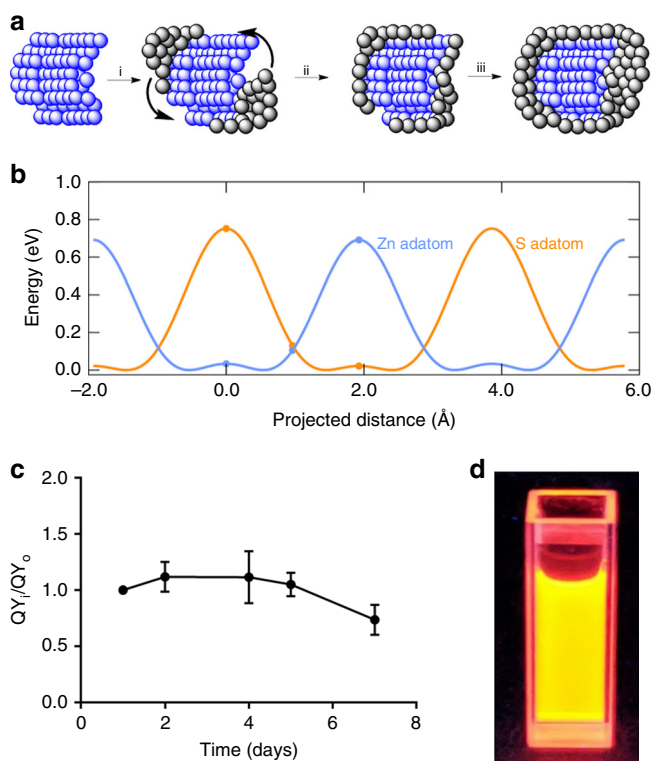 a
i
ii
iii
b
1.0
0.8
0.6
0.4
0.2
0.0
Energy (eV)
Zn adatom
S adatom
–2.0
0.0
2.0
4.0
6.0
Projected distance (Å)
c
d
2.0
1.5
1.0
0.5
0.0
QYi/QYo
0
2
4
6
8
Time (days)